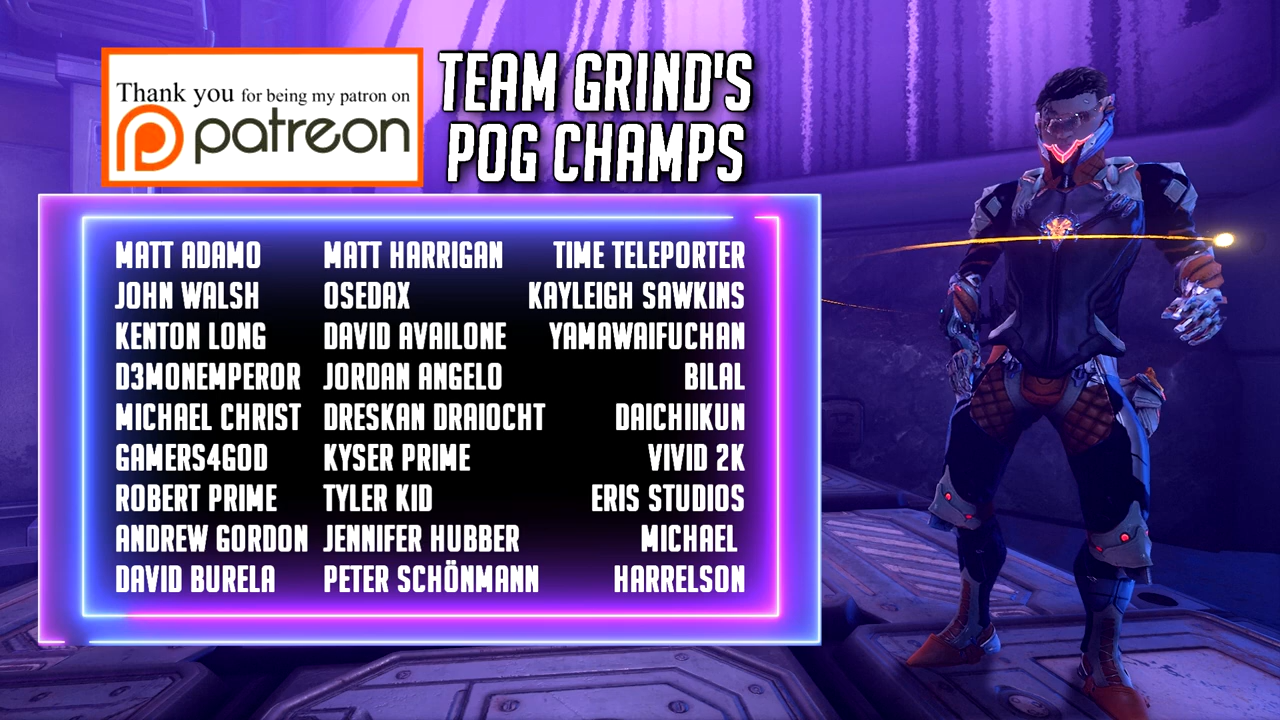 Thank you for being my patron on
patreon
TEAM GRIND'S
POG CHAMPS
MATT ADAMO
JOHN WALSH
KENTON LONG
D3MONEMPEROR
MICHAEL CHRIST
GAMERS4GOD
ROBERT PRIME
ANDREW GORDON
DAVID BURELA
MATT HARRIGAN
OSEDAX
DAVID AVAILONE
JORDAN ANGELO
DRESKAN DRAIOCHT
KYSER PRIME
TYLER KID
JENNIFER HUBBER
PETER SCHÖNMANN
TIME TELEPORTER
KAYLEIGH SAWKINS
YAMAWAIFUCHAN
BILAL
DAICHIIKUN
VIVID 2K
ERIS STUDIOS
MICHAEL
HARRELSON